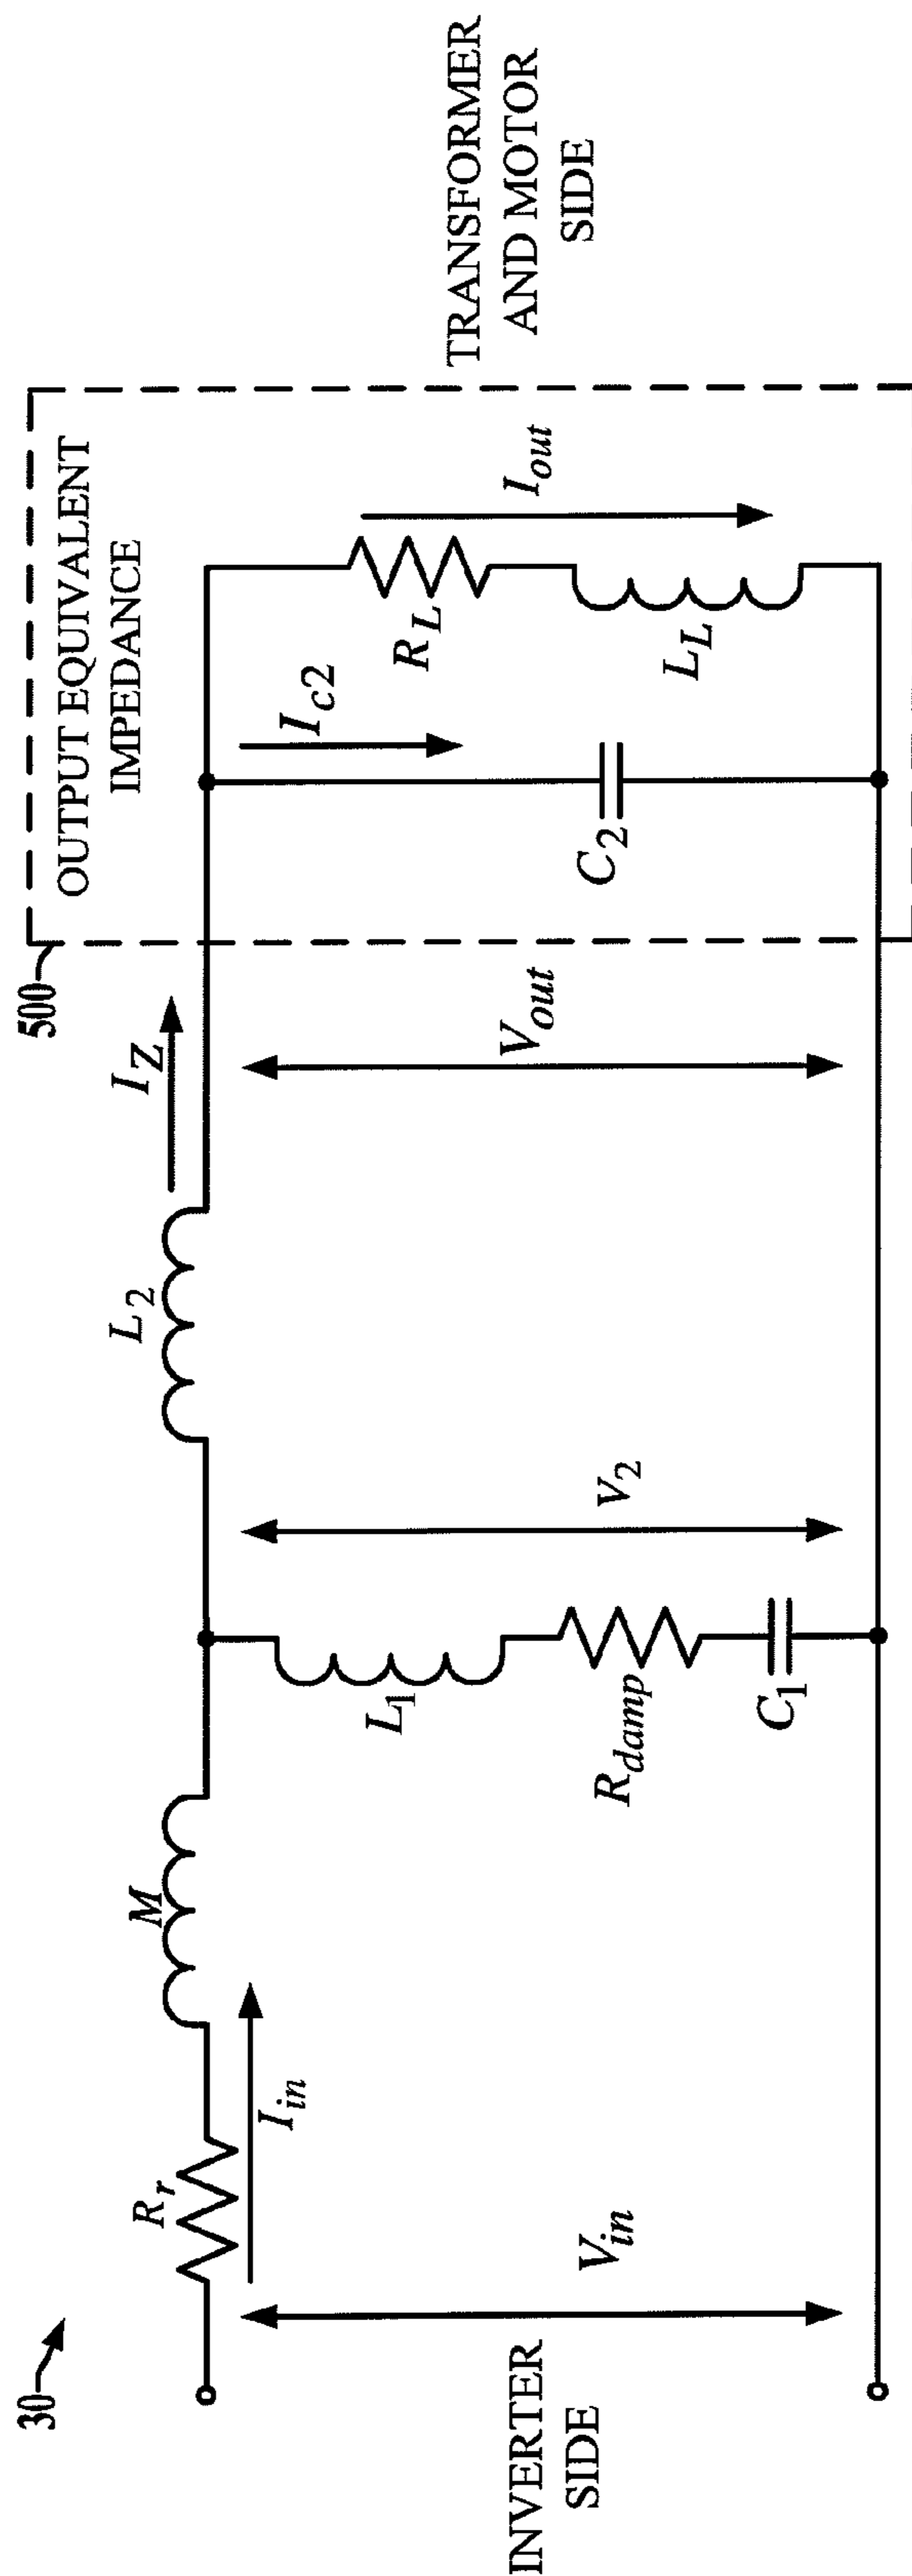 30
500
OUTPUT EQUIVALENT
IMPEDANCE
INVERTER
SIDE
TRANSFORMER
AND MOTOR
SIDE
R_r
M
L_2
I_Z
I_in
V_in
L_1
R_damp
C_1
V_2
V_out
I_c2
C_2
R_L
L_L
I_out